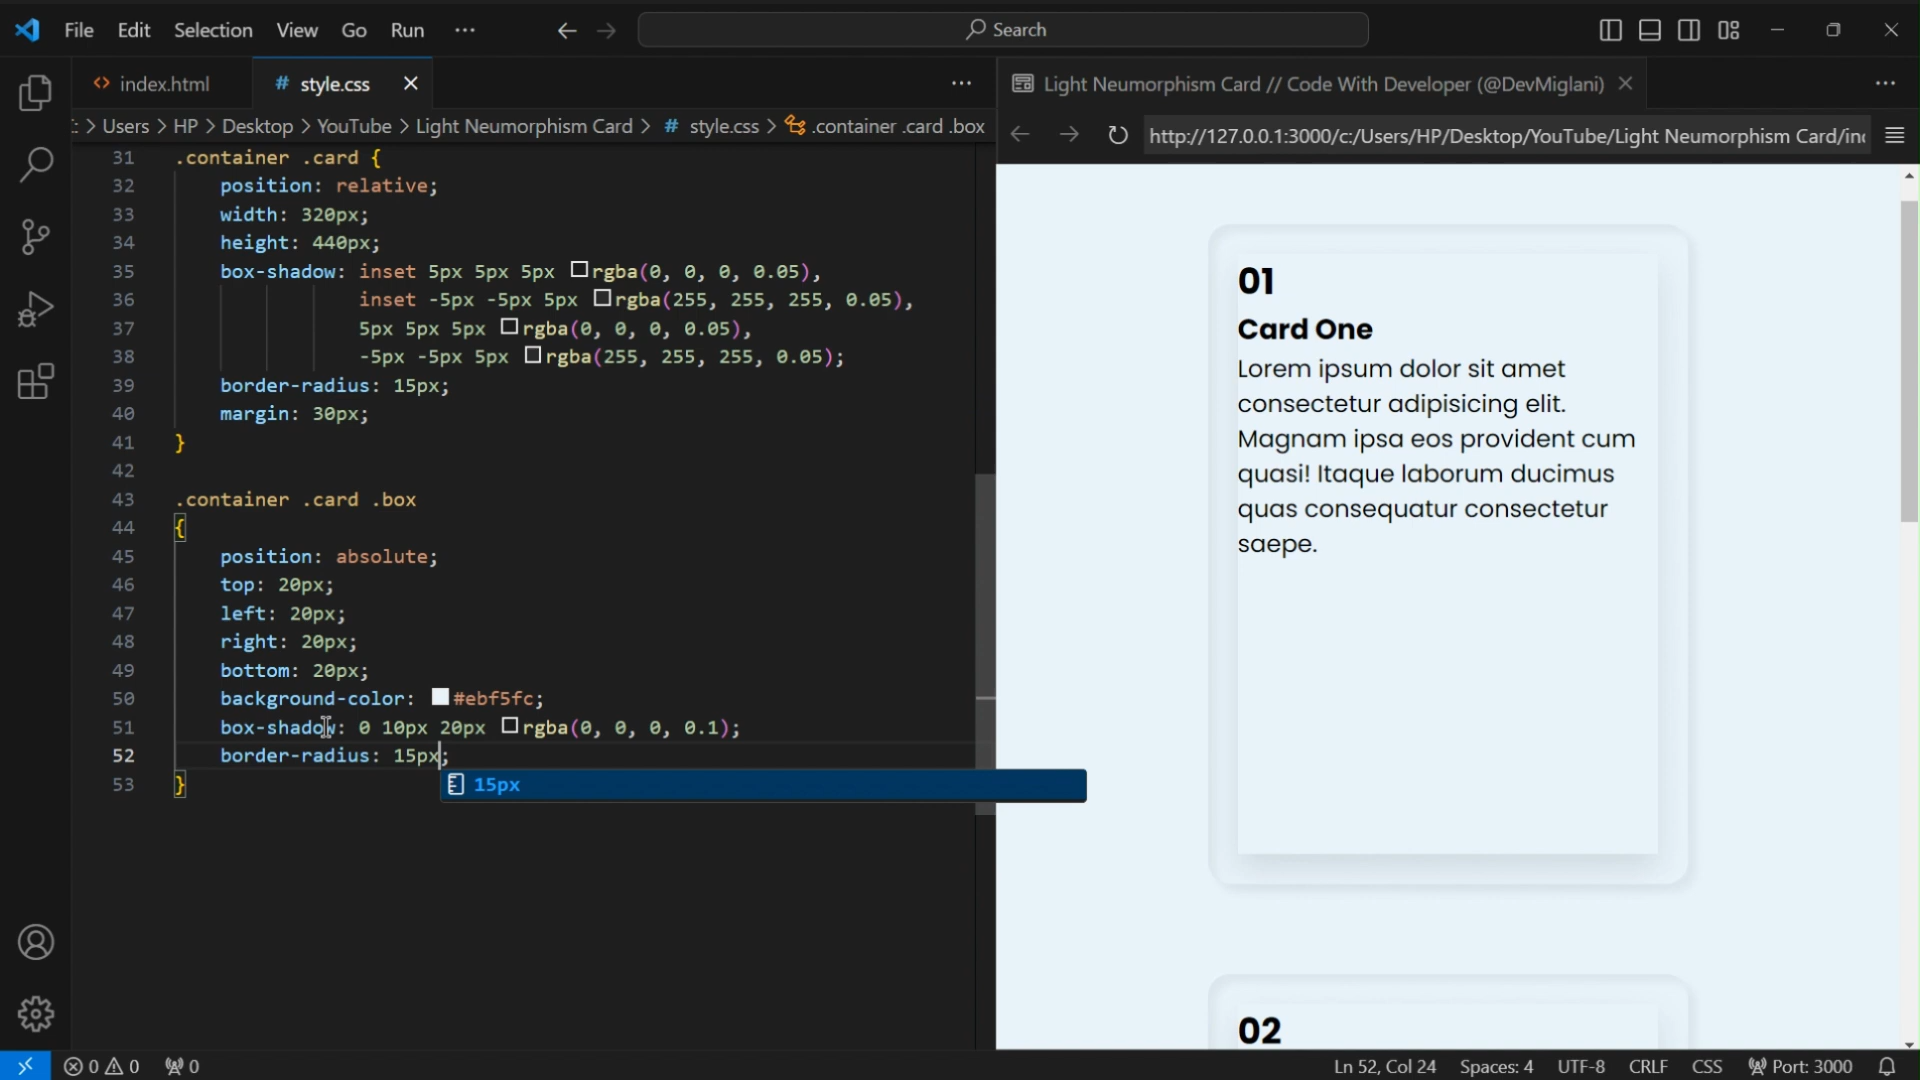 File Edit Selection View Go Run ··· Search
index.html # style.css
Light Neumorphism Card // Code With Developer (@DevMiglani)
> Users > HP > Desktop > YouTube > Light Neumorphism Card > # style.css > .container .card .box
http://127.0.0.1:3000/c:/Users/HP/Desktop/YouTube/Light Neumorphism Card/in
31 .container .card {
32 position: relative;
33 width: 320px;
34 height: 440px;
35 box-shadow: inset 5px 5px 5px rgba(0, 0, 0, 0.05),
36 inset -5px -5px 5px rgba(255, 255, 255, 0.05),
37 5px 5px 5px rgba(0, 0, 0, 0.05),
38 -5px -5px 5px rgba(255, 255, 255, 0.05);
39 border-radius: 15px;
40 margin: 30px;
41 }
42
43 .container .card .box
44 {
45 position: absolute;
46 top: 20px;
47 left: 20px;
48 right: 20px;
49 bottom: 20px;
50 background-color: #ebf5fc;
51 box-shadow: 0 10px 20px rgba(0, 0, 0, 0.1);
52 border-radius: 15px;
15px
53 }
01
Card One
Lorem ipsum dolor sit amet
consectetur adipisicing elit.
Magnam ipsa eos provident cum
quasi! Itaque laborum ducimus
quas consequatur consectetur
saepe.
02
0 0 0 Ln 52, Col 24 Spaces: 4 UTF-8 CRLF CSS Port: 3000